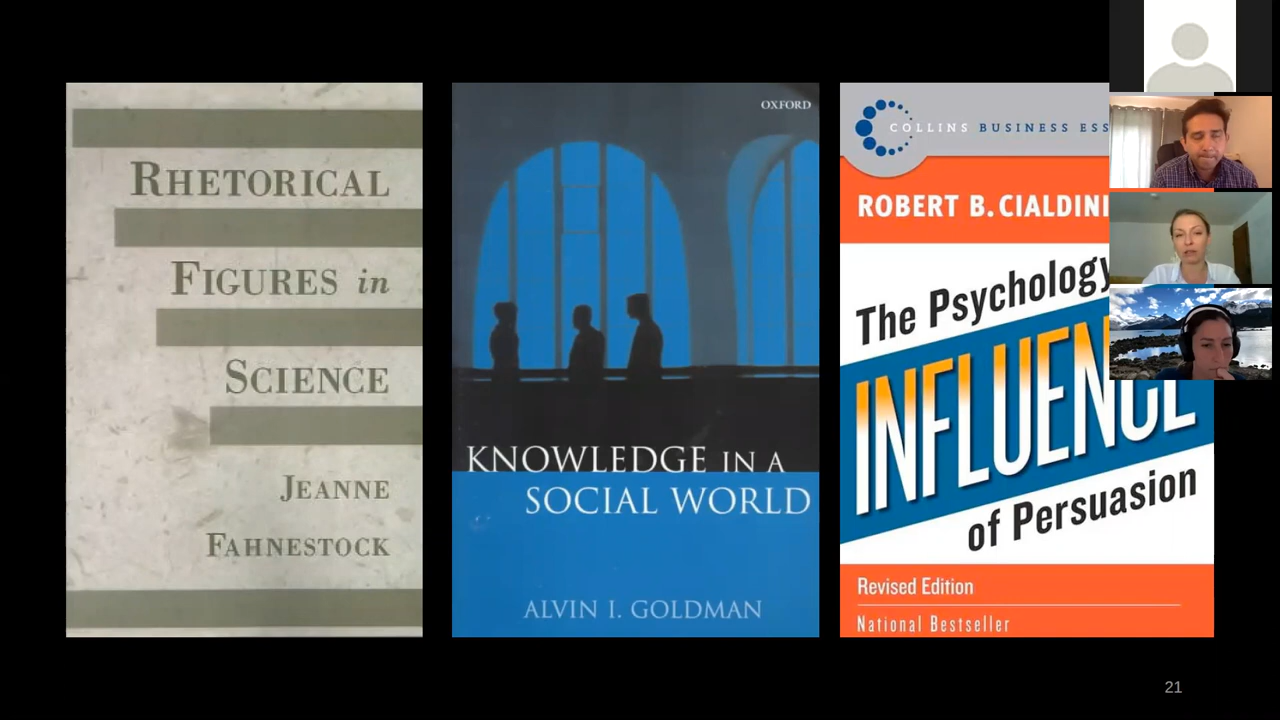 RHETORICAL
FIGURES in
SCIENCE
JEANNE
FAHNESTOCK
OXFORD
KNOWLEDGE IN A
SOCIAL WORLD
ALVIN I. GOLDMAN
COLLINS BUSINESS ESS
ROBERT B. CIALDINI
The Psychology
INFLUENCE
of Persuasion
Revised Edition
National Bestseller
21